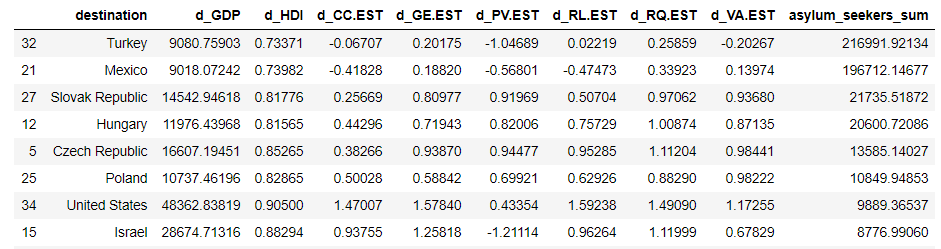 destination d_GDP d_HDI d_CC.EST d_GE.EST d_PV.EST d_RL.EST d_RQ.EST d_VA.EST asylum_seekers_sum
32 Turkey 9080.75903 0.73371 -0.06707 0.20175 -1.04689 0.02219 0.25859 -0.20267 216991.92134
21 Mexico 9018.07242 0.73982 -0.41828 0.18820 -0.56801 -0.47473 0.33923 0.13974 196712.14677
27 Slovak Republic 14542.94618 0.81776 0.25669 0.80977 0.91969 0.50704 0.97062 0.93680 21735.51872
12 Hungary 11976.43968 0.81565 0.44296 0.71943 0.82006 0.75729 1.00874 0.87135 20600.72086
5 Czech Republic 16607.19451 0.85265 0.38266 0.93870 0.94477 0.95285 1.11204 0.98441 13585.14027
25 Poland 10737.46196 0.82865 0.50028 0.58842 0.69921 0.62926 0.88290 0.98222 10849.94853
34 United States 48362.83819 0.90500 1.47007 1.57840 0.43354 1.59238 1.49090 1.17255 9889.36537
15 Israel 28674.71316 0.88294 0.93755 1.25818 -1.21114 0.96264 1.11999 0.67829 8776.99060